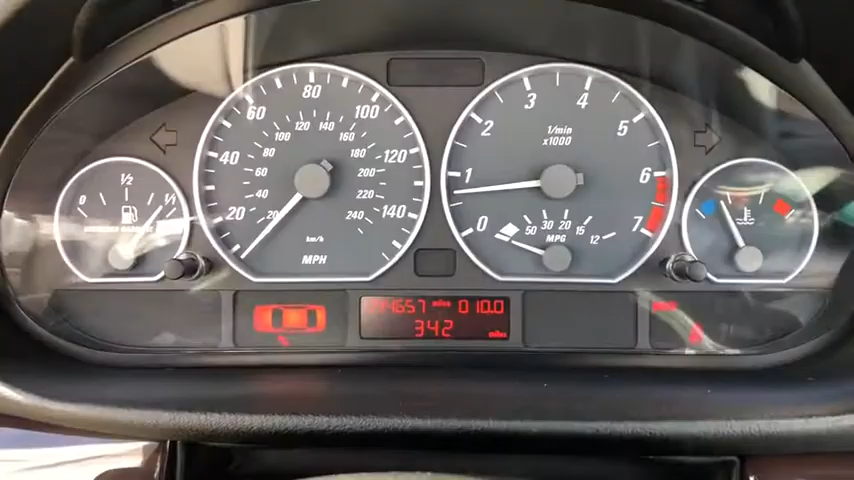 0 1/2 1/1
20 40 60 80 100 120 140
20 40 60 80 100 120 140 160 180 200 220 240
km/h
MPH
0 1 2 3 4 5 6 7
1/min
x1000
50 30 20 15 12
MPG
miles 010.0
342 miles